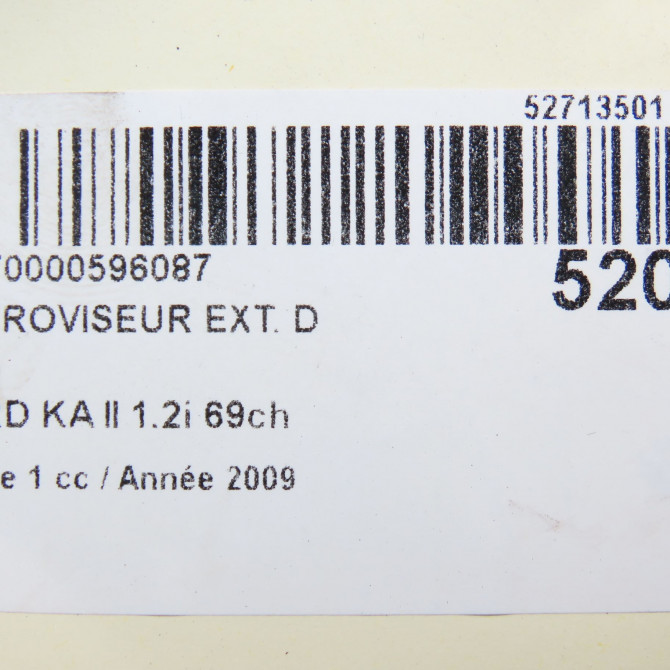 52713501
70000596087
520
ROVISEUR EXT. D
D KA II 1.2i 69ch
e 1 cc / Année 2009